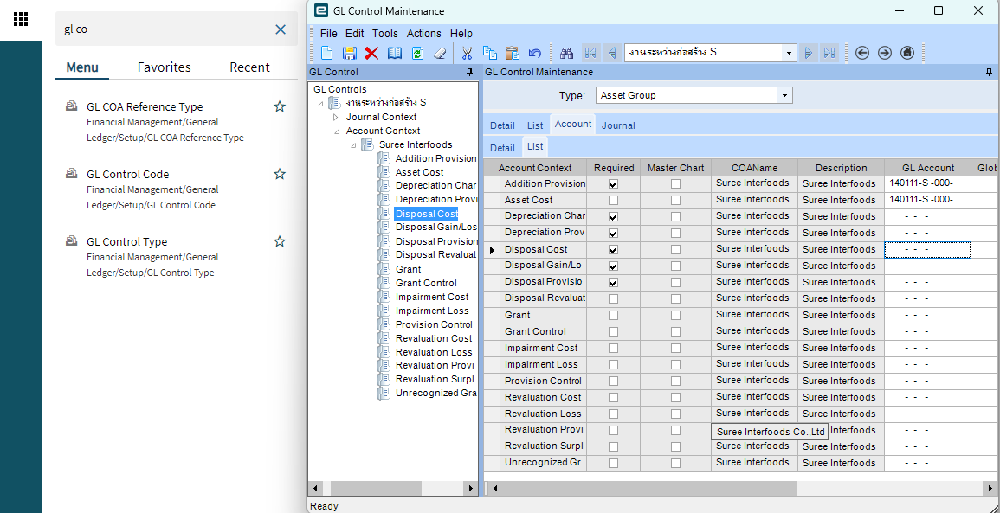 gl co
Menu
Favorites
Recent
GL COA Reference Type
Financial Management/General
Ledger/Setup/GL COA Reference Type
GL Control Code
Financial Management/General
Ledger/Setup/GL Control Code
GL Control Type
Financial Management/General
Ledger/Setup/GL Control Type
GL Control Maintenance
File Edit Tools Actions Help
งานระหว่างก่อสร้าง S
GL Control
GL Controls
งานระหว่างก่อสร้าง S
Journal Context
Account Context
Suree Interfoods
Addition Provision
Asset Cost
Depreciation Char
Depreciation Provi
Disposal Cost
Disposal Gain/Los
Disposal Provision
Disposal Revaluat
Grant
Grant Control
Impairment Cost
Impairment Loss
Provision Control
Revaluation Cost
Revaluation Loss
Revaluation Provi
Revaluation Surpl
Unrecognized Gra
GL Control Maintenance
Type: Asset Group
Detail List Account Journal
Detail List
Account Context Required Master Chart COAName Description GL Account Glob
Addition Provision Suree Interfoods Suree Interfoods 140111-S -000-
Asset Cost Suree Interfoods Suree Interfoods 140111-S -000-
Depreciation Char Suree Interfoods Suree Interfoods - - -
Depreciation Prov Suree Interfoods Suree Interfoods - - -
Disposal Cost Suree Interfoods Suree Interfoods - - -
Disposal Gain/Lo Suree Interfoods Suree Interfoods - - -
Disposal Provisio Suree Interfoods Suree Interfoods - - -
Disposal Revaluat Suree Interfoods Suree Interfoods - - -
Grant Suree Interfoods Suree Interfoods - - -
Grant Control Suree Interfoods Suree Interfoods - - -
Impairment Cost Suree Interfoods Suree Interfoods - - -
Impairment Loss Suree Interfoods Suree Interfoods - - -
Provision Control Suree Interfoods Suree Interfoods - - -
Revaluation Cost Suree Interfoods Suree Interfoods - - -
Revaluation Loss Suree Interfoods Suree Interfoods - - -
Revaluation Provi Suree Interfoods Co.,Ltd Interfoods - - -
Revaluation Surpl Suree Interfoods Suree Interfoods - - -
Unrecognized Gr Suree Interfoods Suree Interfoods - - -
Ready